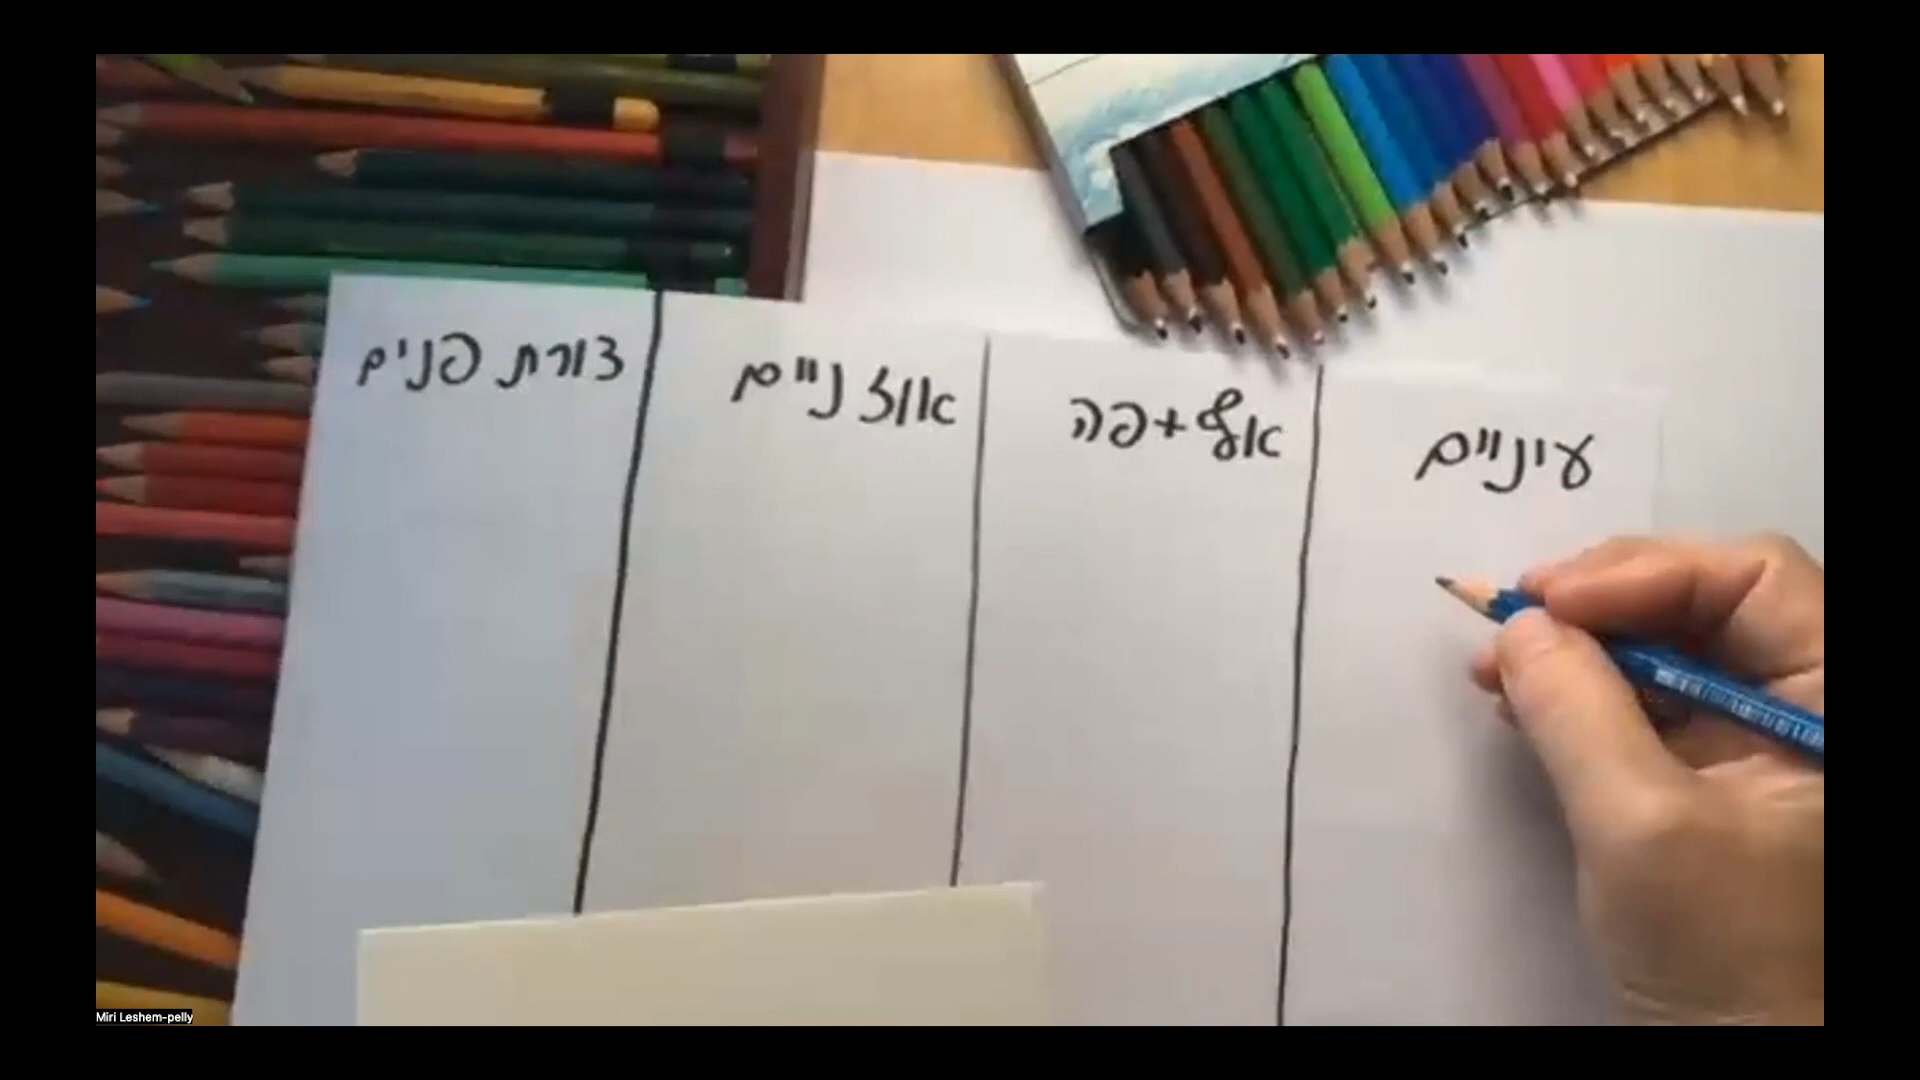 עיניים
אף+פה
אוזניים
צורת פנים
Miri Leshem-pelly